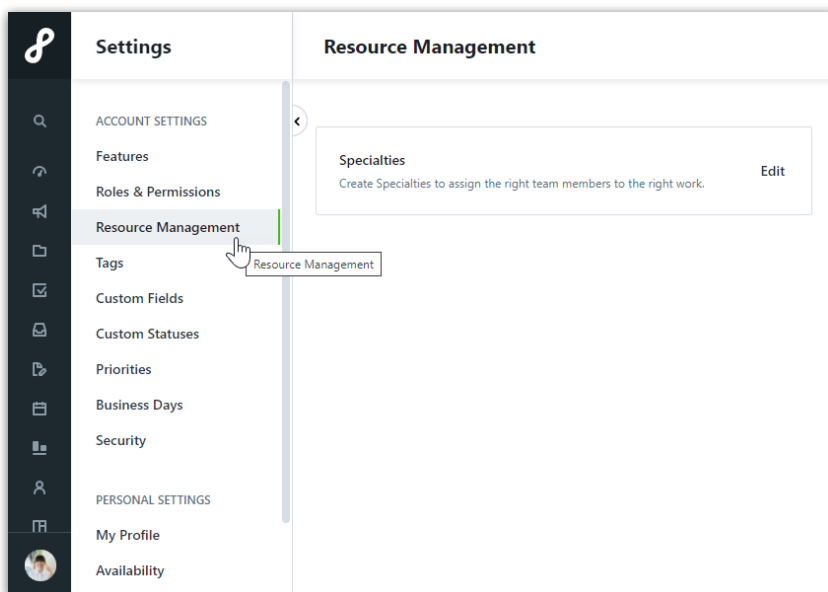 Settings
Resource Management
ACCOUNT SETTINGS
Features
Roles & Permissions
Resource Management
Resource Management
Tags
Custom Fields
Custom Statuses
Priorities
Business Days
Security
PERSONAL SETTINGS
My Profile
Availability
Specialties
Create Specialties to assign the right team members to the right work.
Edit